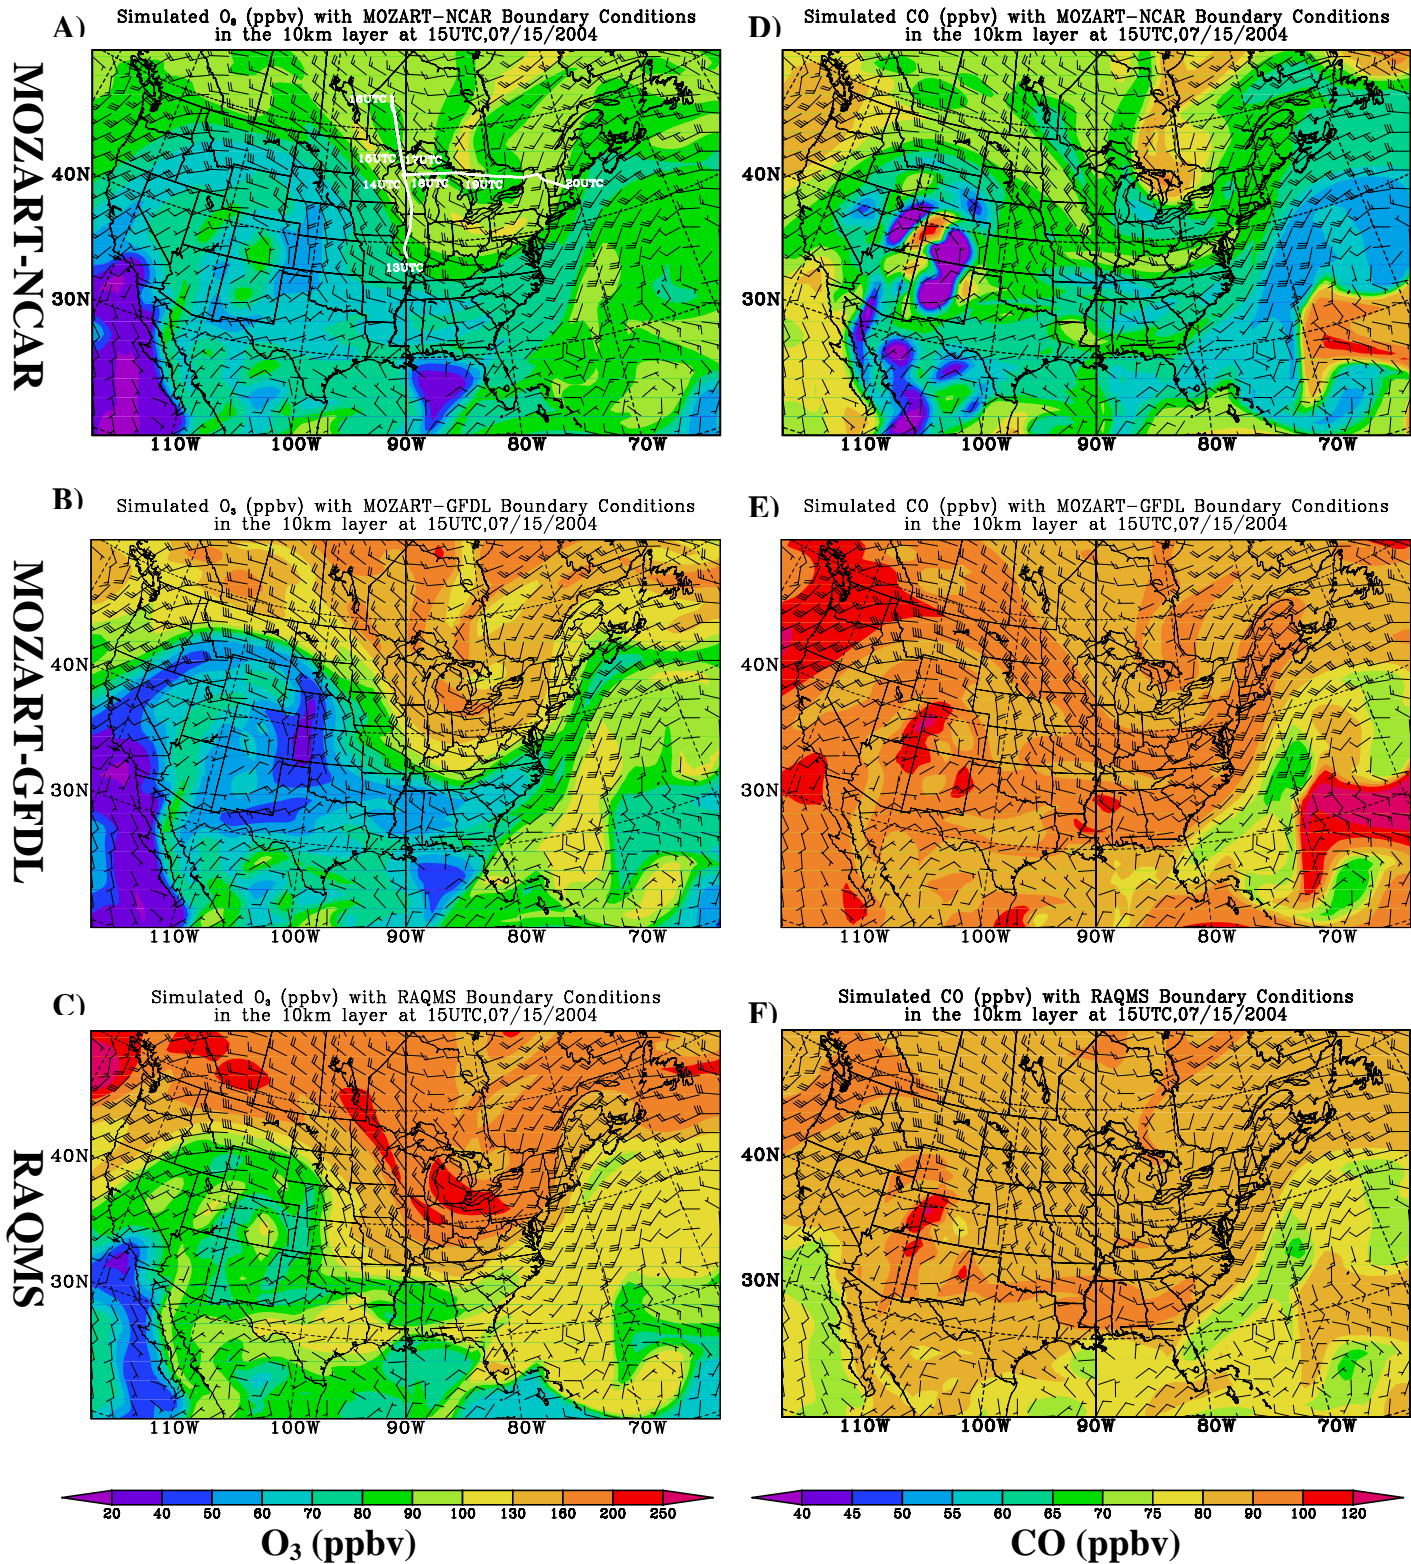 A)
Simulated O₃ (ppbv) with MOZART-NCAR Boundary Conditions
in the 10km layer at 15UTC,07/15/2004
MOZART-NCAR
40N
30N
16UTC
15UTC
17UTC
14UTC
18UTC
19UTC
20UTC
13UTC
110W 100W 90W 80W 70W
D)
Simulated CO (ppbv) with MOZART-NCAR Boundary Conditions
in the 10km layer at 15UTC,07/15/2004
40N
30N
110W 100W 90W 80W 70W
B)
Simulated O₃ (ppbv) with MOZART-GFDL Boundary Conditions
in the 10km layer at 15UTC,07/15/2004
MOZART-GFDL
40N
30N
110W 100W 90W 80W 70W
E)
Simulated CO (ppbv) with MOZART-GFDL Boundary Conditions
in the 10km layer at 15UTC,07/15/2004
40N
30N
110W 100W 90W 80W 70W
C)
Simulated O₃ (ppbv) with RAQMS Boundary Conditions
in the 10km layer at 15UTC,07/15/2004
RAQMS
40N
30N
110W 100W 90W 80W 70W
F)
Simulated CO (ppbv) with RAQMS Boundary Conditions
in the 10km layer at 15UTC,07/15/2004
40N
30N
110W 100W 90W 80W 70W
20 40 50 60 70 80 90 100 130 160 200 250
O₃ (ppbv)
40 45 50 55 60 65 70 75 80 90 100 120
CO (ppbv)